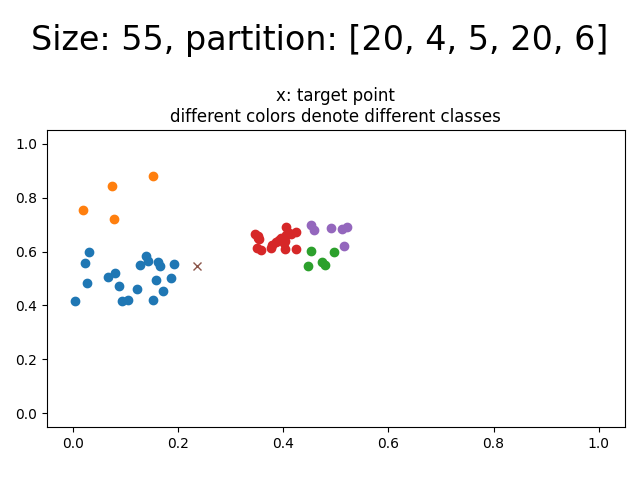 Size: 55, partition: [20, 4, 5, 20, 6]
x: target point
different colors denote different classes
1.0
0.8
0.6
0.4
0.2
0.0
0.0 0.2 0.4 0.6 0.8 1.0